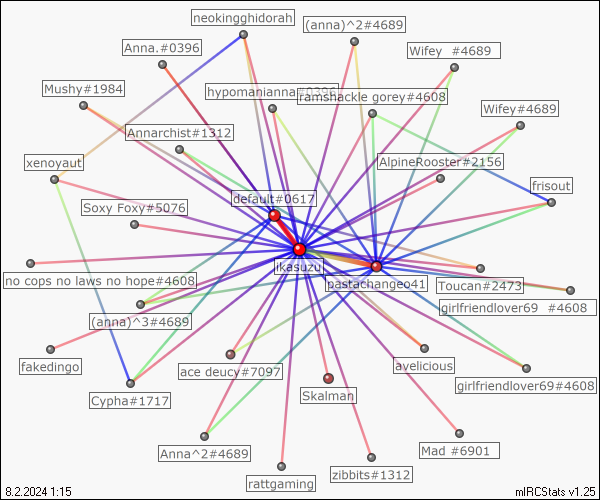 neokingghidorah
(anna)^2#4689
Anna.#0396
Wifey  #4689
Mushy#1984
hypomanianna#0396
ramshackle gorey#4608
Wifey#4689
Annarchist#1312
xenoyaut
AlpineRooster#2156
frisout
default#0617
Soxy Foxy#5076
ikasuzu
no cops no laws no hope#4608
pastachangeo41
Toucan#2473
girlfriendlover69  #4608
(anna)^3#4689
fakedingo
ace deucy#7097
avelicious
girlfriendlover69#4608
Cypha#1717
Skalman
Anna^2#4689
Mad #6901
zibbits#1312
rattgaming
8.2.2024 1:15
mIRCStats v1.25